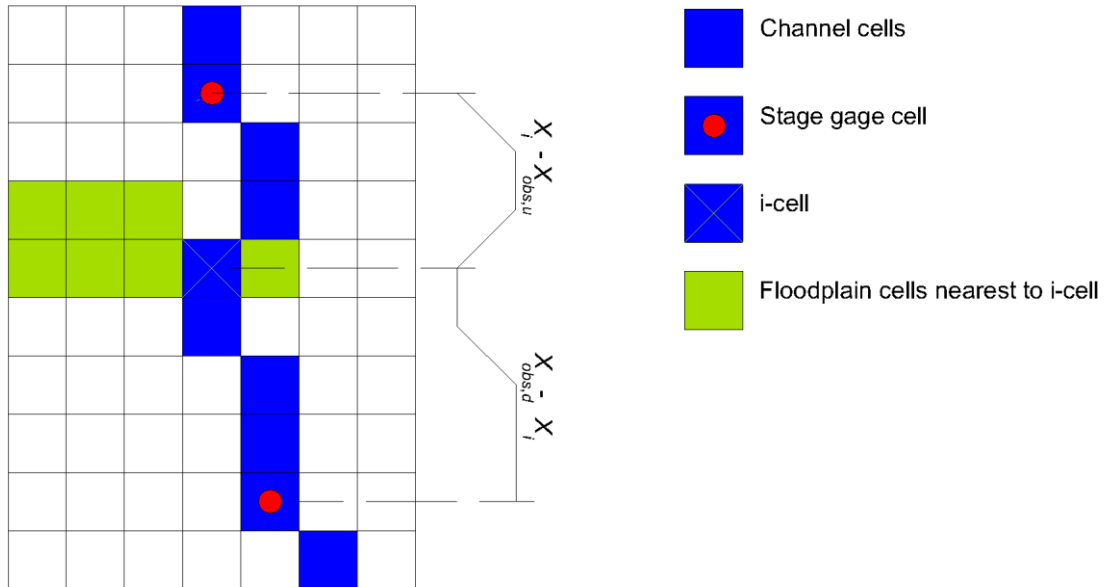 Channel cells
Stage gage cell
i-cell
Floodplain cells nearest to i-cell
X_i - X_obs,u
X_obs,d - X_i